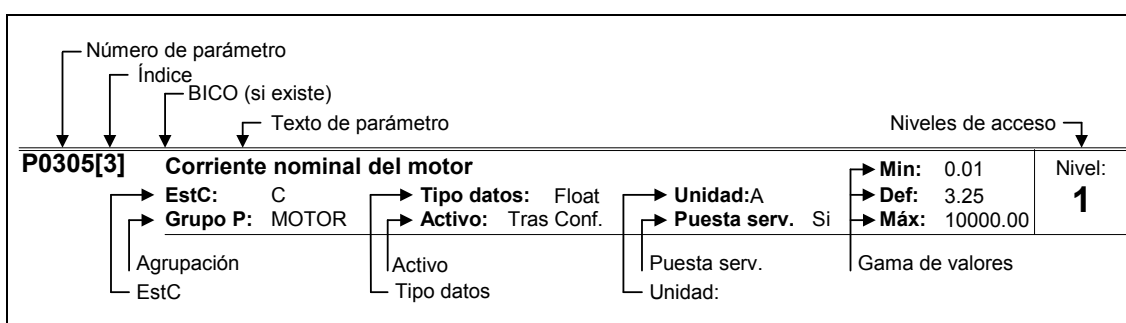 Número de parámetro
Índice
BICO (si existe)
Texto de parámetro Niveles de acceso
P0305[3] Corriente nominal del motor Min: 0.01 Nivel:
EstC: C Tipo datos: Float Unidad:A Def: 3.25 1
Grupo P: MOTOR Activo: Tras Conf. Puesta serv. Si Máx: 10000.00
Agrupación Activo Puesta serv. Gama de valores
EstC Tipo datos Unidad: